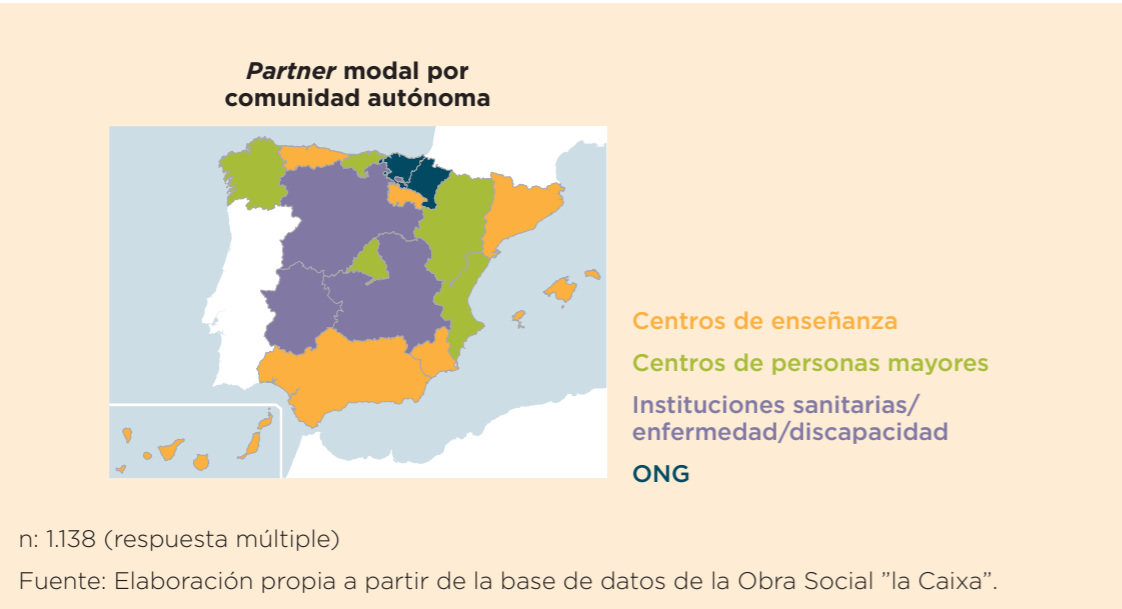 Partner modal por
comunidad autónoma
Centros de enseñanza
Centros de personas mayores
Instituciones sanitarias/
enfermedad/discapacidad
ONG
n: 1.138 (respuesta múltiple)
Fuente: Elaboración propia a partir de la base de datos de la Obra Social ”la Caixa”.